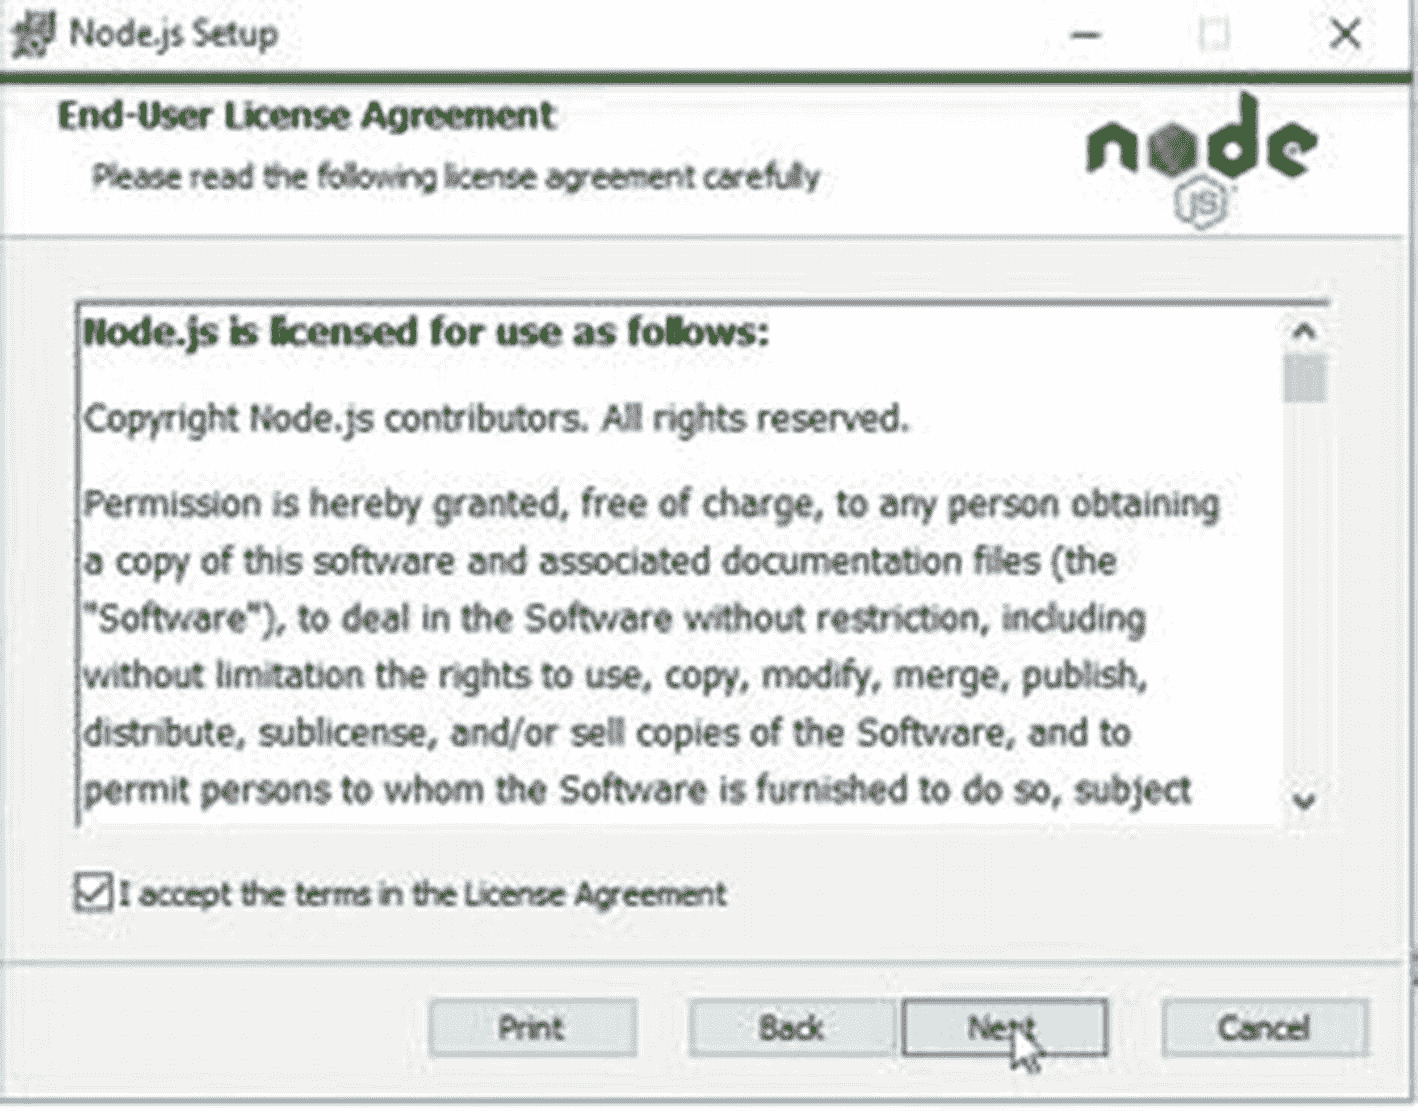 Node.js Setup
End-User License Agreement
Please read the following license agreement carefully
node
JS
Node.js is licensed for use as follows:
Copyright Node.js contributors. All rights reserved.
Permission is hereby granted, free of charge, to any person obtaining
a copy of this software and associated documentation files (the
"Software"), to deal in the Software without restriction, including
without limitation the rights to use, copy, modify, merge, publish,
distribute, sublicense, and/or sell copies of the Software, and to
permit persons to whom the Software is furnished to do so, subject
I accept the terms in the License Agreement
Print
Back
Next
Cancel